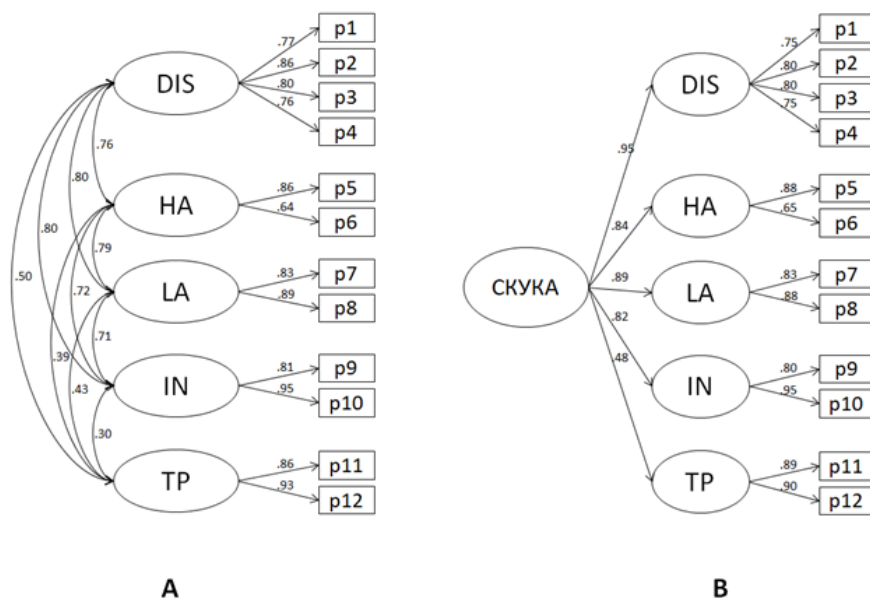 DIS
.77
.86
.80
.76
p1
p2
p3
p4
.76
.80
.80
.50
HA
.86
.64
p5
p6
.79
.72
.39
LA
.83
.89
p7
p8
.71
.43
IN
.81
.95
p9
p10
.30
TP
.86
.93
p11
p12
A
СКУКА
.95
.84
.89
.82
.48
DIS
.75
.80
.80
.75
p1
p2
p3
p4
HA
.88
.65
p5
p6
LA
.83
.88
p7
p8
IN
.80
.95
p9
p10
TP
.89
.90
p11
p12
B